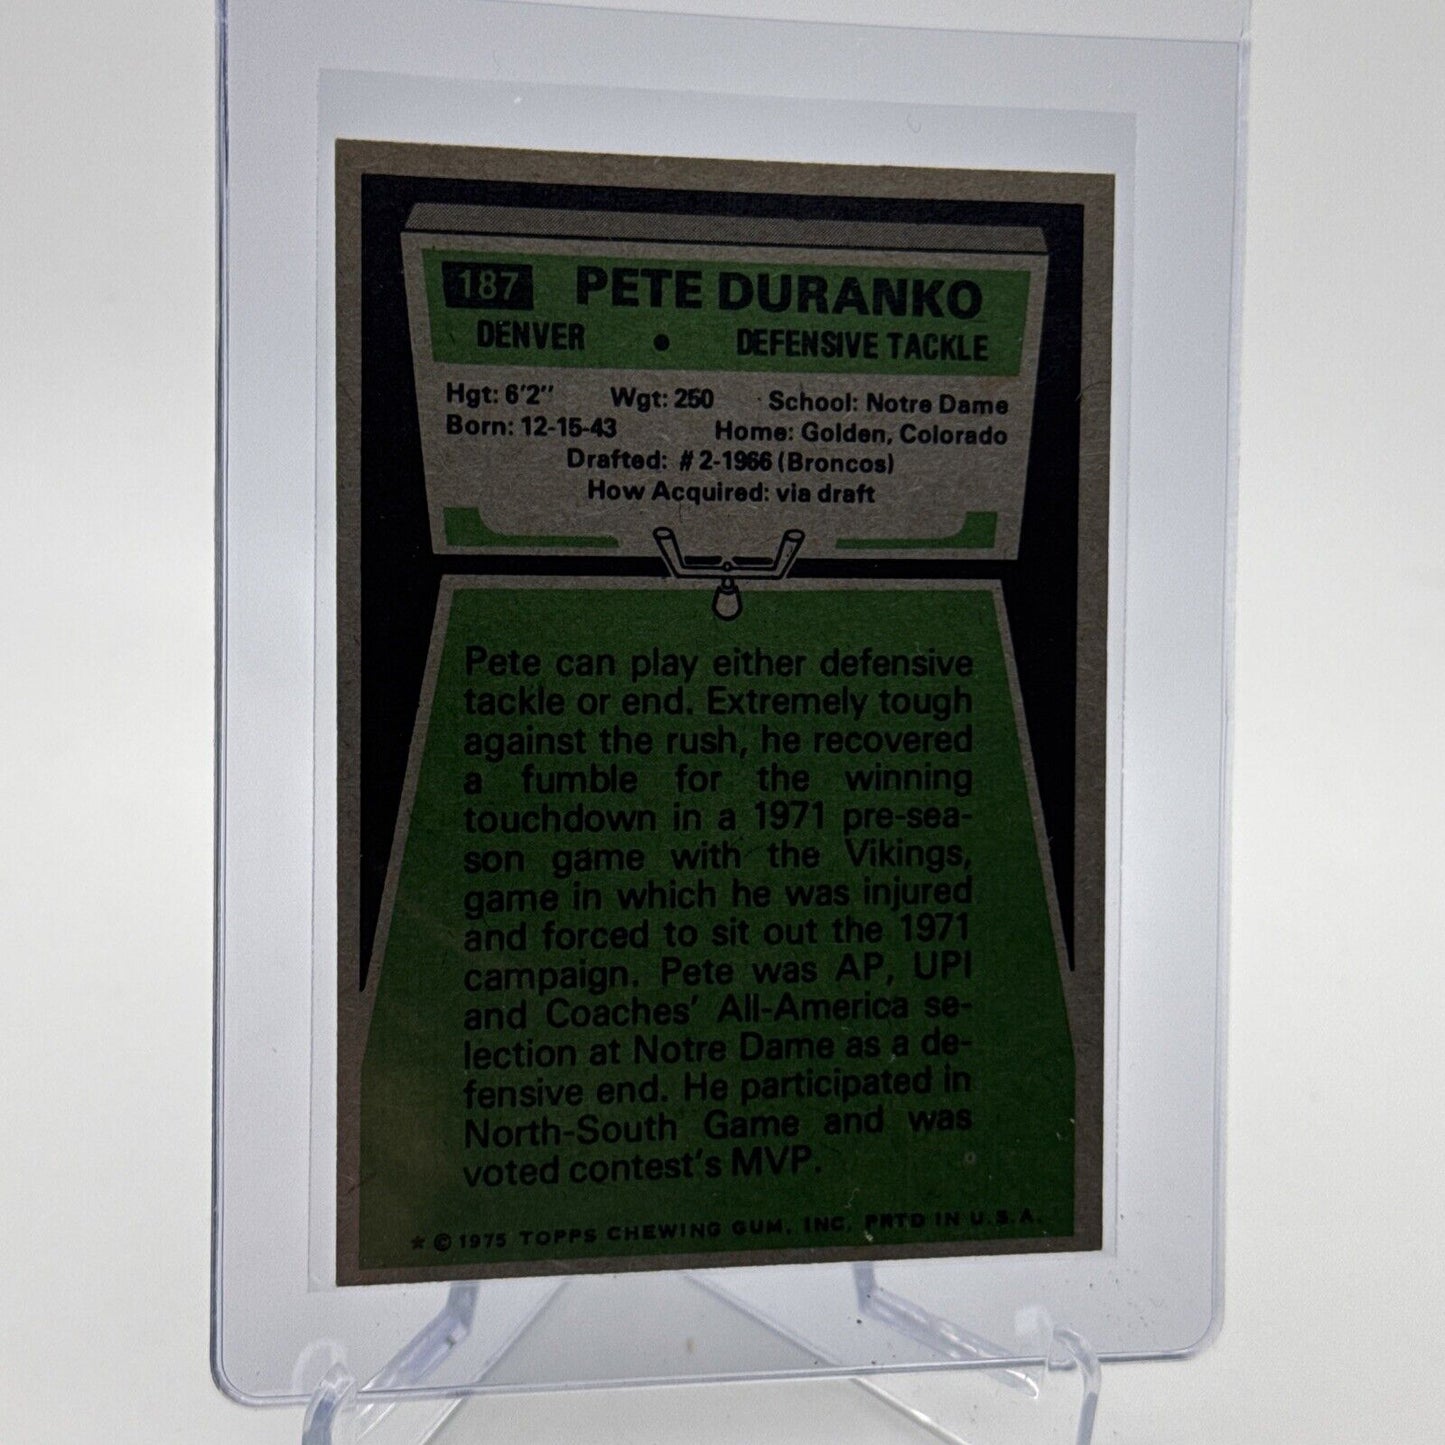 187 PETE DURANKO
DENVER • DEFENSIVE TACKLE
Hgt: 6'2" Wgt: 250 School: Notre Dame
Born: 12-15-43 Home: Golden, Colorado
Drafted: #2-1966 (Broncos)
How Acquired: via draft
Pete can play either defensive
tackle or end. Extremely tough
against the rush, he recovered
a fumble for the winning
touchdown in a 1971 pre-sea-
son game with the Vikings,
game in which he was injured
and forced to sit out the 1971
campaign. Pete was AP, UPI
and Coaches' All-America se-
lection at Notre Dame as a de-
fensive end. He participated in
North-South Game and was
voted contest's MVP.
* © 1975 TOPPS CHEWING GUM, INC. PRTD IN U.S.A.